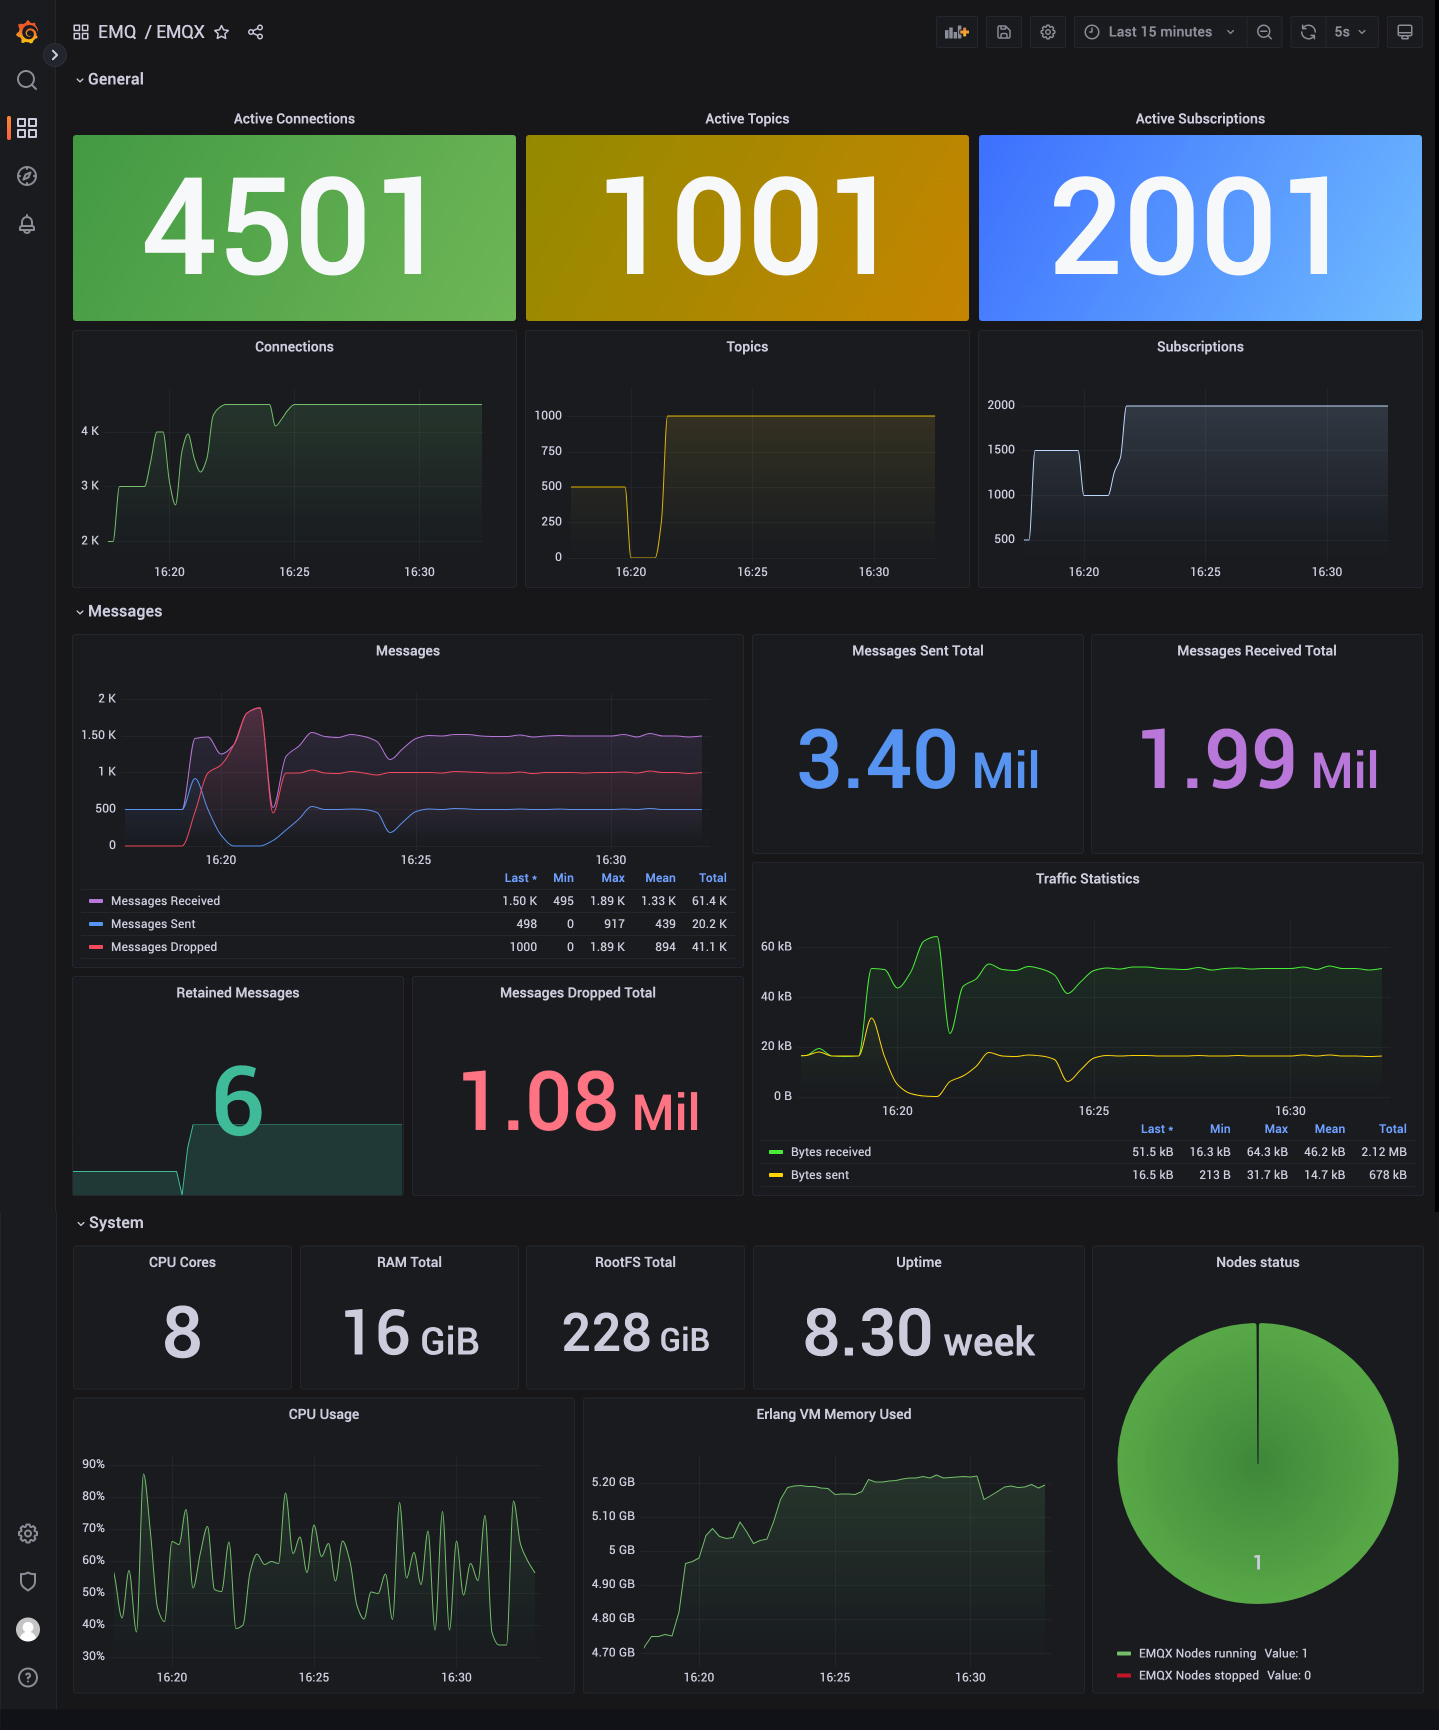 EMQ / EMQX
Last 15 minutes
5s
General
Active Connections
4501
Active Topics
1001
Active Subscriptions
2001
Connections
4 K
3 K
2 K
16:20 16:25 16:30
Topics
1000
750
500
250
0
16:20 16:25 16:30
Subscriptions
2000
1500
1000
500
16:20 16:25 16:30
Messages
Messages
2 K
1.50 K
1 K
500
0
16:20 16:25 16:30
Last * Min Max Mean Total
Messages Received 1.50 K 495 1.89 K 1.33 K 61.4 K
Messages Sent 498 0 917 439 20.2 K
Messages Dropped 1000 0 1.89 K 894 41.1 K
Messages Sent Total
3.40 Mil
Messages Received Total
1.99 Mil
Retained Messages
6
Messages Dropped Total
1.08 Mil
Traffic Statistics
60 kB
40 kB
20 kB
0 B
16:20 16:25 16:30
Last * Min Max Mean Total
Bytes received 51.5 kB 16.3 kB 64.3 kB 46.2 kB 2.12 MB
Bytes sent 16.5 kB 213 B 31.7 kB 14.7 kB 678 kB
System
CPU Cores
8
RAM Total
16 GiB
RootFS Total
228 GiB
Uptime
8.30 week
CPU Usage
90%
80%
70%
60%
50%
40%
30%
16:20 16:25 16:30
Erlang VM Memory Used
5.20 GB
5.10 GB
5 GB
4.90 GB
4.80 GB
4.70 GB
16:20 16:25 16:30
Nodes status
1
EMQX Nodes running Value: 1
EMQX Nodes stopped Value: 0